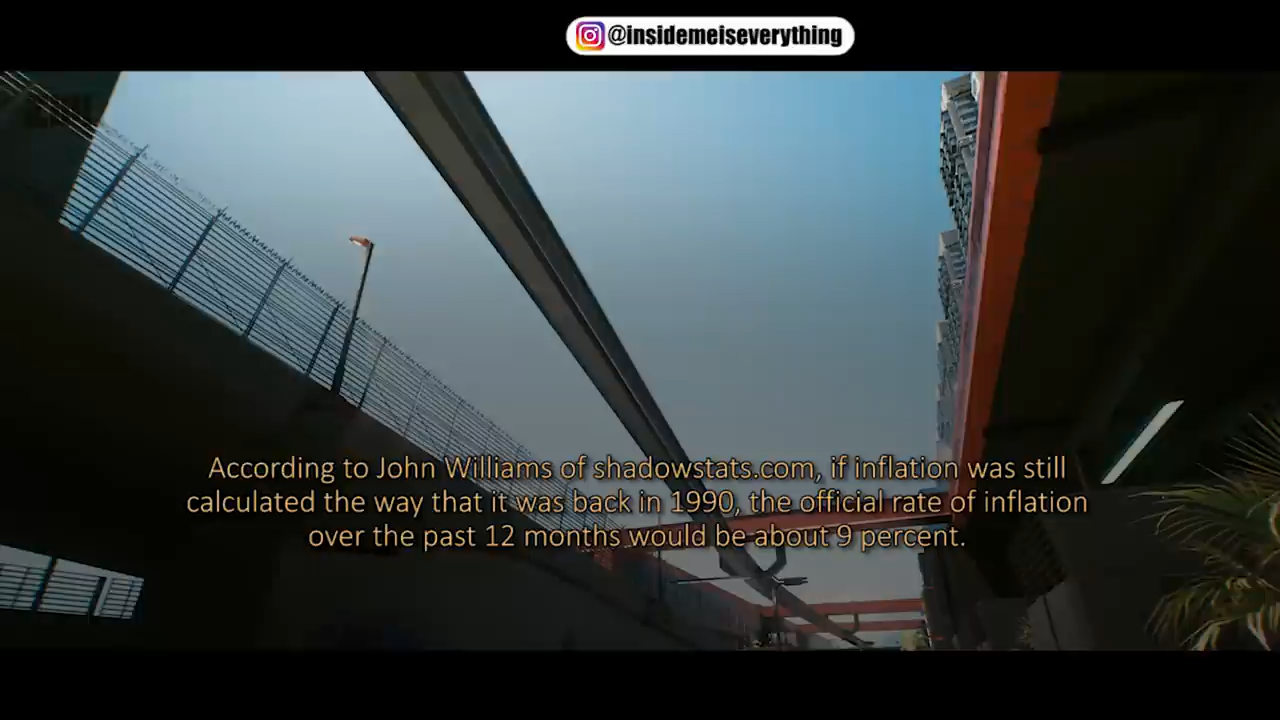 @insidemeiseverything
According to John Williams of shadowstats.com, if inflation was still
calculated the way that it was back in 1990, the official rate of inflation
over the past 12 months would be about 9 percent.